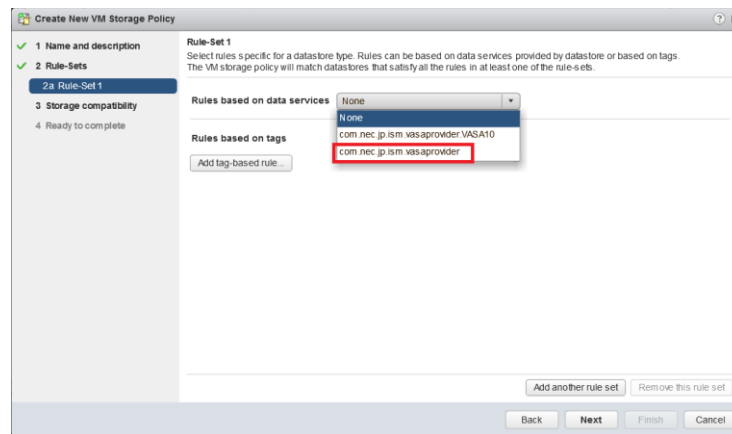 Create New VM Storage Policy
1 Name and description
2 Rule-Sets
2a Rule-Set 1
3 Storage compatibility
4 Ready to complete
Rule-Set 1
Select rules specific for a datastore type. Rules can be based on data services provided by datastore or based on tags.
The VM storage policy will match datastores that satisfy all the rules in at least one of the rule-sets.
Rules based on data services
None
None
com.nec.jp.ism.vasaprovider.VASA10
com.nec.jp.ism.vasaprovider
Rules based on tags
Add tag-based rule...
Add another rule set
Remove this rule set
Back
Next
Finish
Cancel